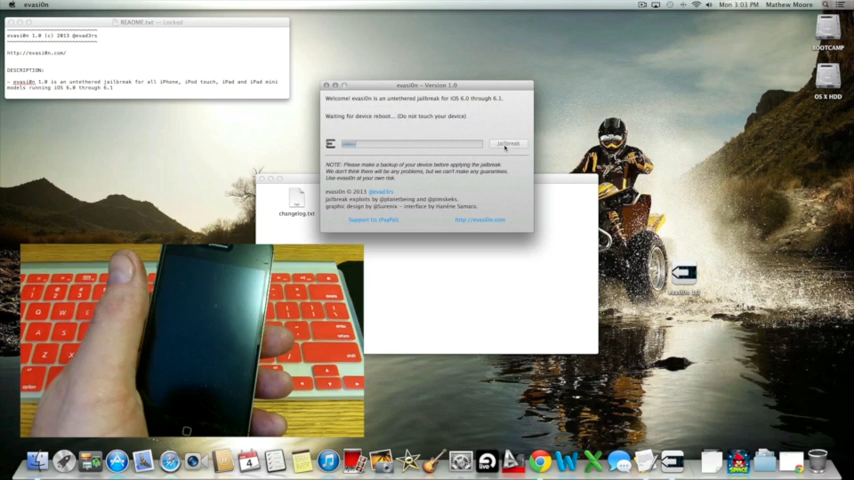 evasi0n
Mon 3:03 PM Mathew Moore
README.txt — Locked
evasi0n 1.0 (c) 2013 @evad3rs
http://evasi0n.com/
DESCRIPTION:
- evasi0n 1.0 is an untethered jailbreak for all iPhone, iPod touch, iPad and iPad mini
models running iOS 6.0 through 6.1
BOOTCAMP
OS X HDD
evasi0n - Version 1.0
Welcome! evasi0n is an untethered jailbreak for iOS 6.0 through 6.1.
Waiting for device reboot... (Do not touch your device)
Jailbreak
NOTE: Please make a backup of your device before applying the jailbreak.
We don't think there will be any problems, but we can't make any guarantees.
Use evasi0n at your own risk.
evasi0n © 2013 @evad3rs
jailbreak exploits by @planetbeing and @pimskeks.
graphic design by @Surenix - interface by Hanéne Samara.
Support us (PayPal)
http://evasi0n.com
changelog.txt
option